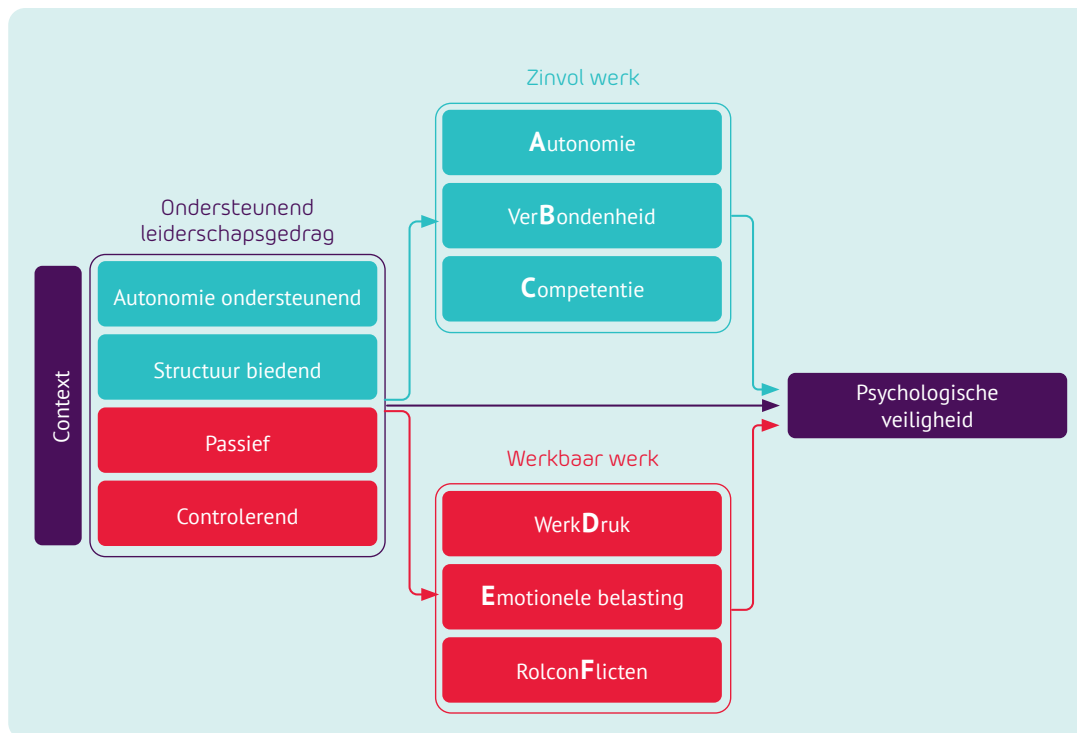 Context
Ondersteunend
leiderschapsgedrag
Autonomie ondersteunend
Structuur biedend
Passief
Controlerend
Zinvol werk
Autonomie
VerBondenheid
Competentie
Werkbaar werk
WerkDruk
Emotionele belasting
RolconFlicten
Psychologische
veiligheid